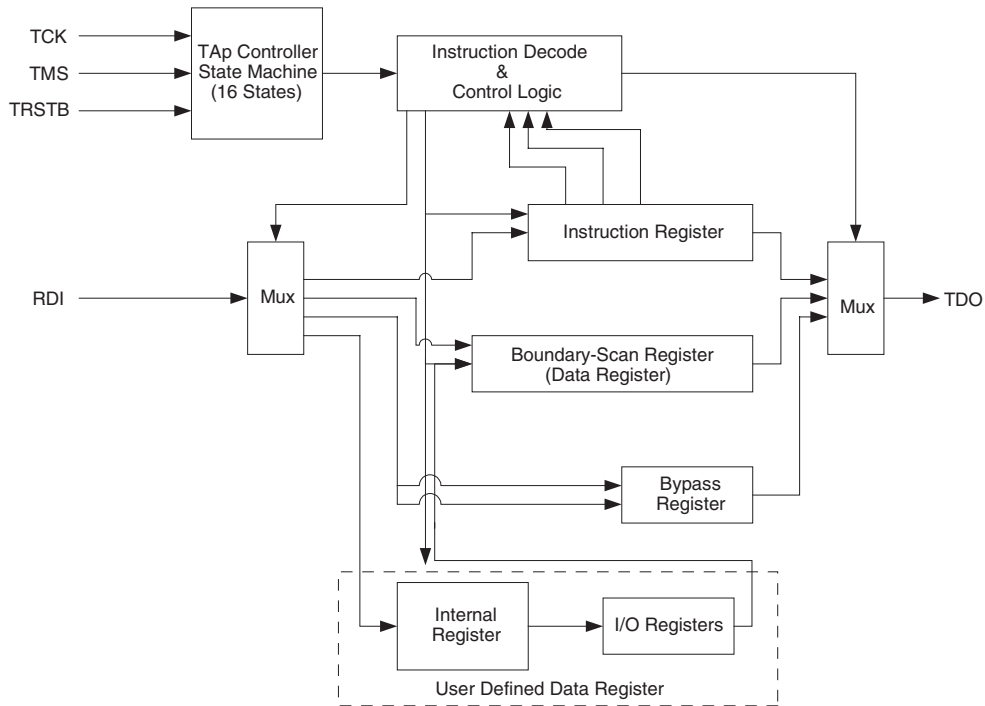 TCK
TMS
TRSTB
TAp Controller
State Machine
(16 States)
Instruction Decode
&
Control Logic
RDI
Mux
Instruction Register
Mux
TDO
Boundary-Scan Register
(Data Register)
Bypass
Register
Internal
Register
I/O Registers
User Defined Data Register